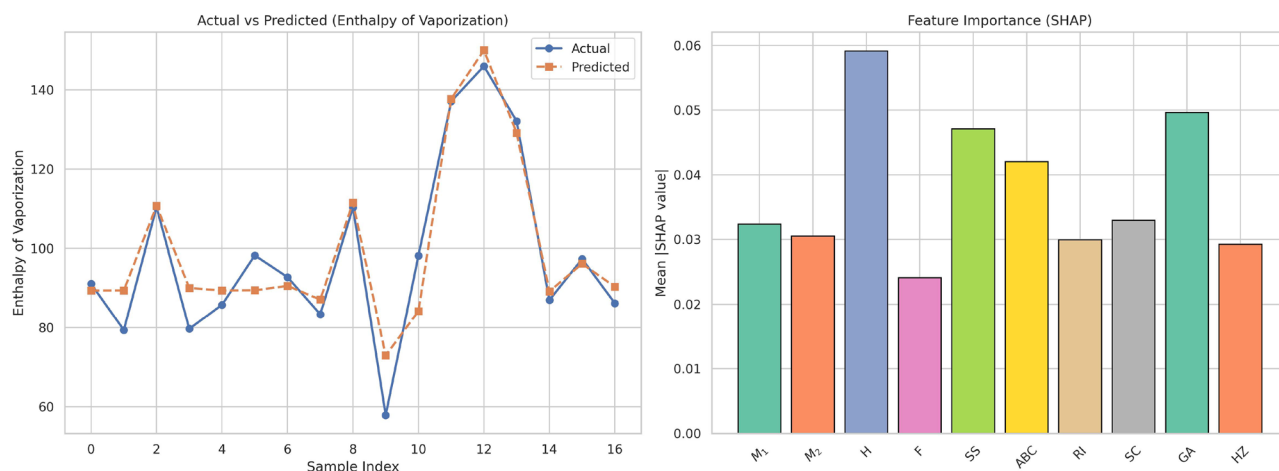 Actual vs Predicted (Enthalpy of Vaporization)
Enthalpy of Vaporization
140
120
100
80
60
0 2 4 6 8 10 12 14 16
Sample Index
Actual
Predicted
Feature Importance (SHAP)
Mean |SHAP value|
0.06
0.05
0.04
0.03
0.02
0.01
0.00
M₁ M₂ H F SS ABC RI SC GA HZ